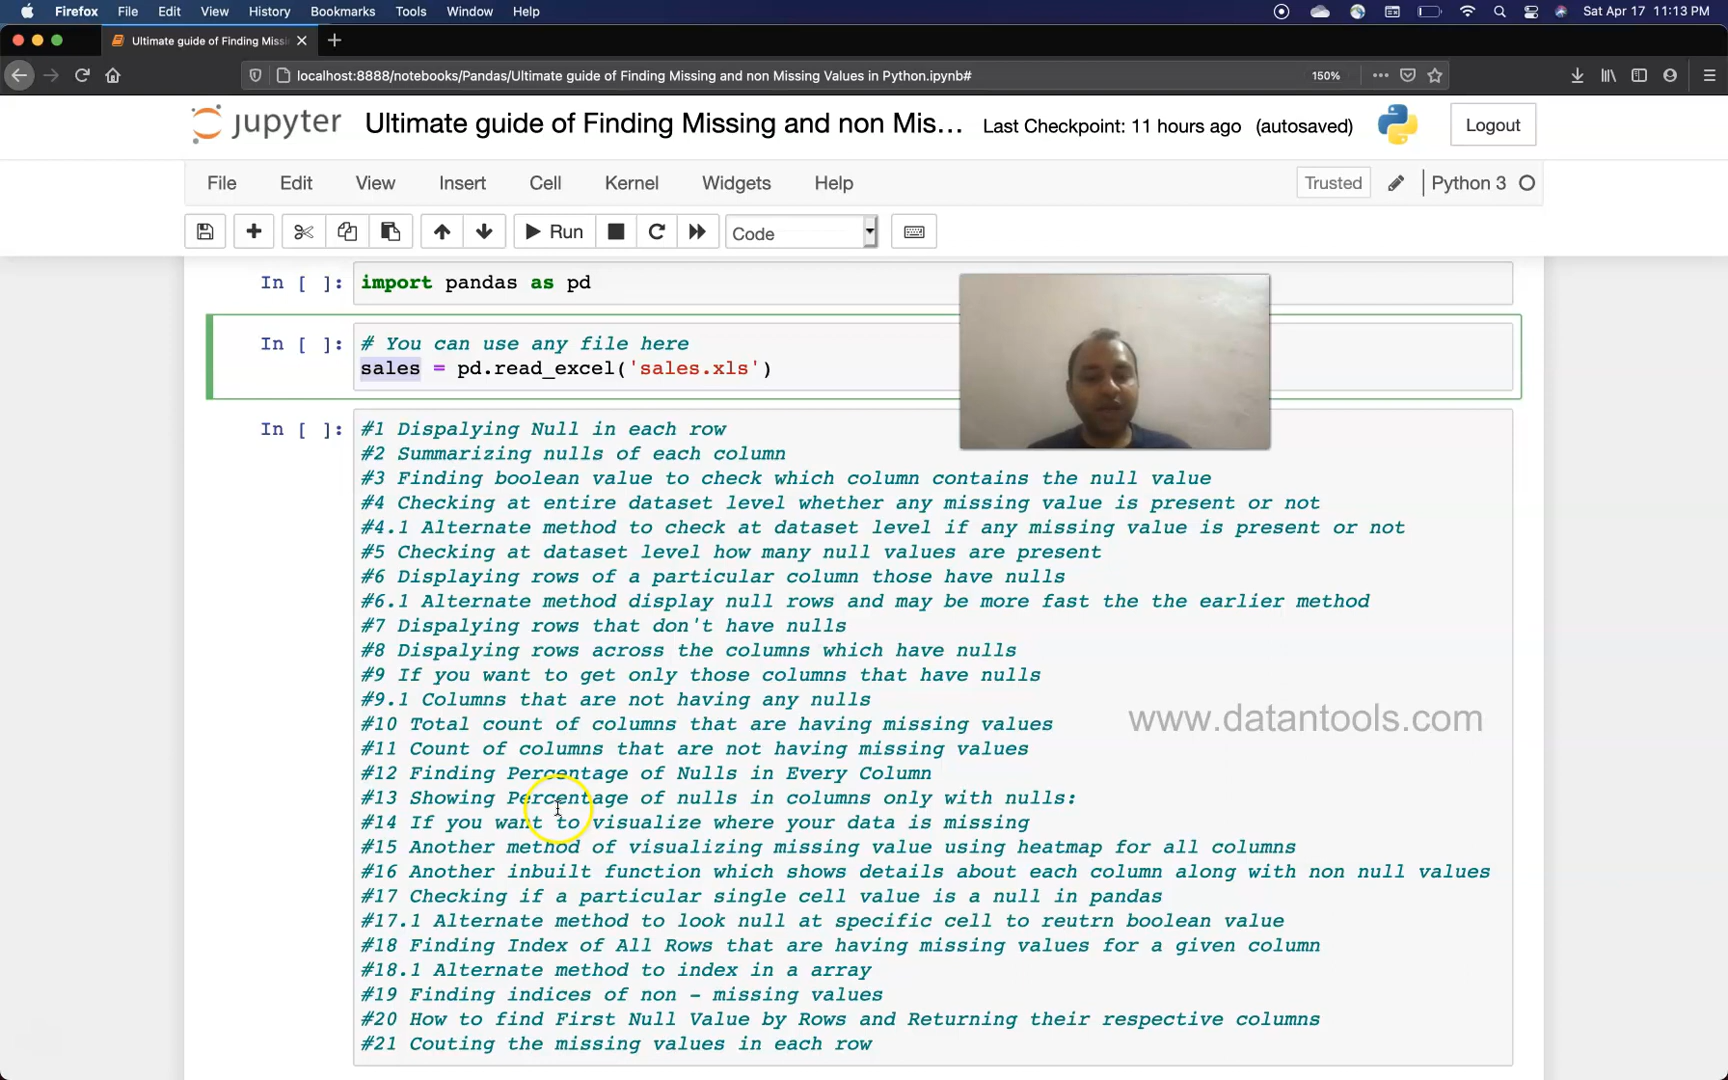 Firefox File Edit View History Bookmarks Tools Window Help Sat Apr 17 11:13 PM
Ultimate guide of Finding Missi
localhost:8888/notebooks/Pandas/Ultimate guide of Finding Missing and non Missing Values in Python.ipynb# 150%
jupyter Ultimate guide of Finding Missing and non Mis... Last Checkpoint: 11 hours ago (autosaved) Logout
File Edit View Insert Cell Kernel Widgets Help Trusted Python 3
Run Code
In [ ]: import pandas as pd
In [ ]: # You can use any file here
sales = pd.read_excel('sales.xls')
In [ ]: #1 Dispalying Null in each row
#2 Summarizing nulls of each column
#3 Finding boolean value to check which column contains the null value
#4 Checking at entire dataset level whether any missing value is present or not
#4.1 Alternate method to check at dataset level if any missing value is present or not
#5 Checking at dataset level how many null values are present
#6 Displaying rows of a particular column those have nulls
#6.1 Alternate method display null rows and may be more fast the the earlier method
#7 Dispalying rows that don't have nulls
#8 Dispalying rows across the columns which have nulls
#9 If you want to get only those columns that have nulls
#9.1 Columns that are not having any nulls
#10 Total count of columns that are having missing values
www.datantools.com
#11 Count of columns that are not having missing values
#12 Finding Percentage of Nulls in Every Column
#13 Showing Percentage of nulls in columns only with nulls:
#14 If you want to visualize where your data is missing
#15 Another method of visualizing missing value using heatmap for all columns
#16 Another inbuilt function which shows details about each column along with non null values
#17 Checking if a particular single cell value is a null in pandas
#17.1 Alternate method to look null at specific cell to reutrn boolean value
#18 Finding Index of All Rows that are having missing values for a given column
#18.1 Alternate method to index in a array
#19 Finding indices of non - missing values
#20 How to find First Null Value by Rows and Returning their respective columns
#21 Couting the missing values in each row